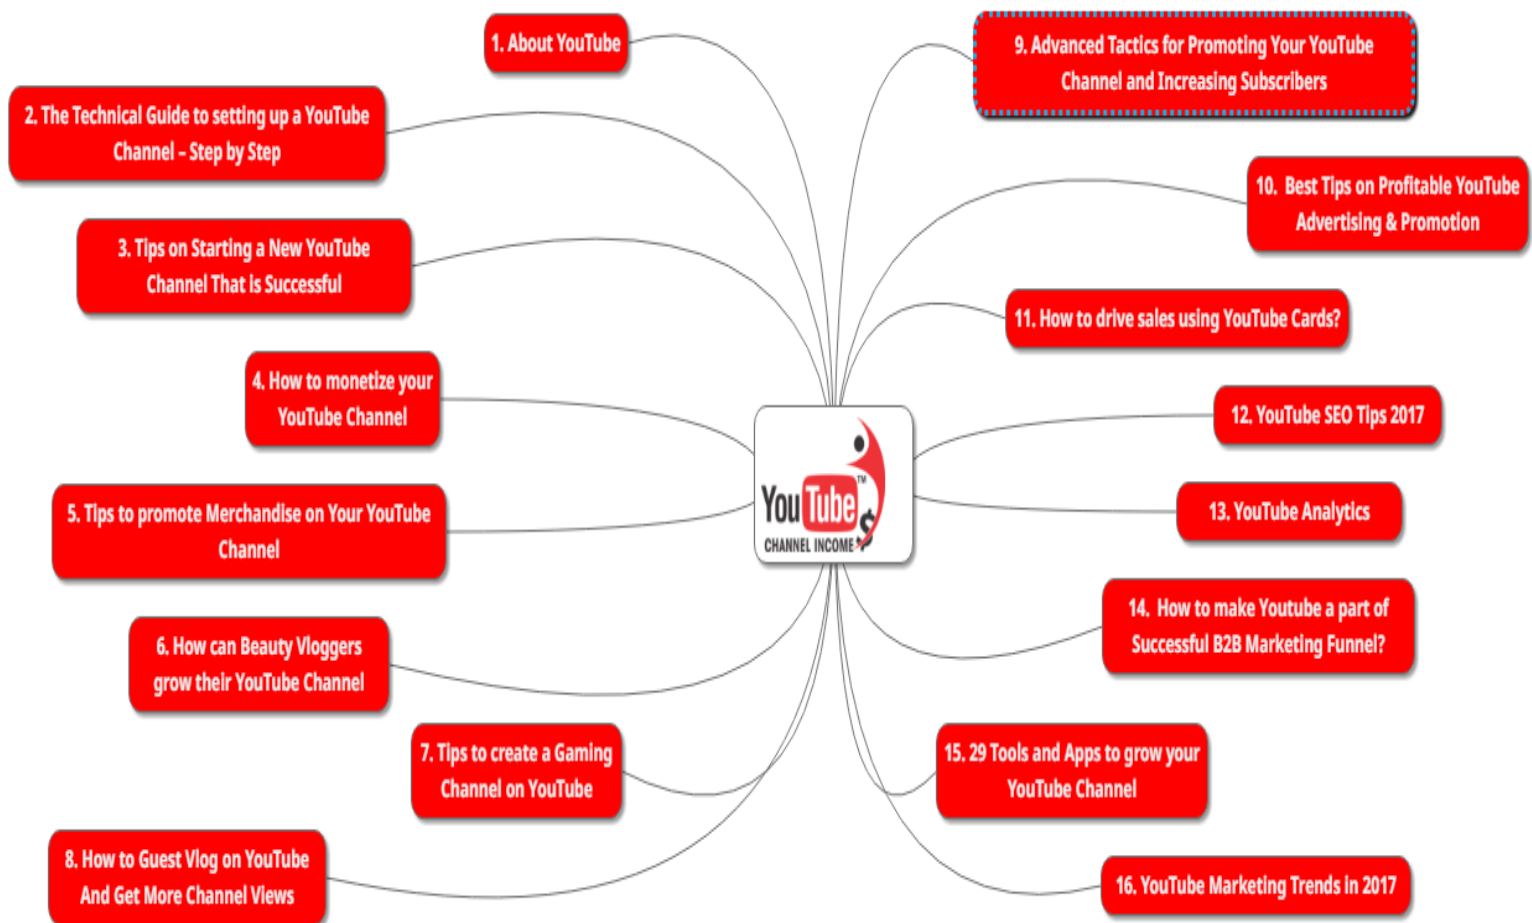 1. About YouTube
2. The Technical Guide to setting up a YouTube
Channel – Step by Step
3. Tips on Starting a New YouTube
Channel That is Successful
4. How to monetize your
YouTube Channel
5. Tips to promote Merchandise on Your YouTube
Channel
6. How can Beauty Vloggers
grow their YouTube Channel
7. Tips to create a Gaming
Channel on YouTube
8. How to Guest Vlog on YouTube
And Get More Channel Views
YouTube™
$
CHANNEL INCOME
9. Advanced Tactics for Promoting Your YouTube
Channel and Increasing Subscribers
10.  Best Tips on Profitable YouTube
Advertising & Promotion
11. How to drive sales using YouTube Cards?
12. YouTube SEO Tips 2017
13. YouTube Analytics
14.  How to make Youtube a part of
Successful B2B Marketing Funnel?
15. 29 Tools and Apps to grow your
YouTube Channel
16. YouTube Marketing Trends in 2017